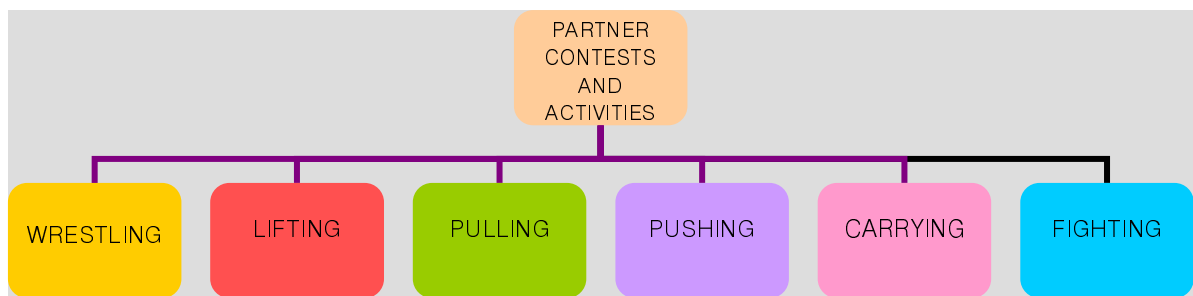 PARTNER
CONTESTS
AND
ACTIVITIES
WRESTLING
LIFTING
PULLING
PUSHING
CARRYING
FIGHTING